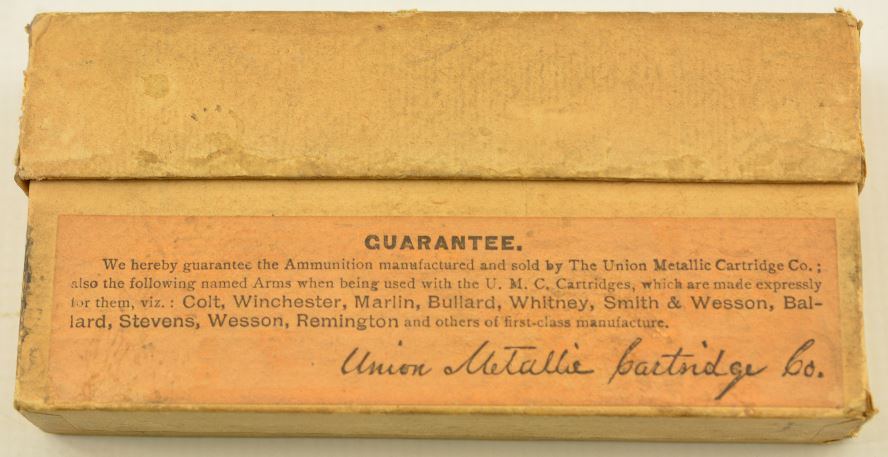 GUARANTEE.
We hereby guarantee the Ammunition manufactured and sold by The Union Metallic Cartridge Co.;
also the following named Arms when being used with the U. M. C. Cartridges, which are made expressly
for them, viz.: Colt, Winchester, Marlin, Bullard, Whitney, Smith & Wesson, Bal-
lard, Stevens, Wesson, Remington and others of first-class manufacture.
Union Metallic Cartridge Co.